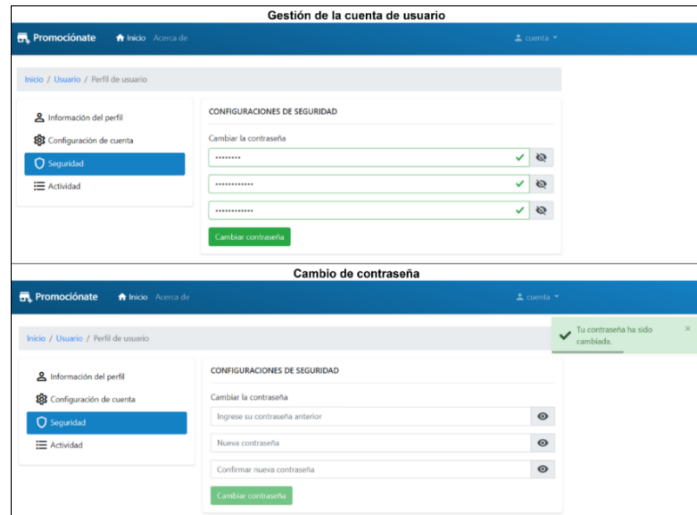 Gestión de la cuenta de usuario
Promociónate Inicio Acerca de cuenta
Inicio / Usuario / Perfil de usuario
Información del perfil
Configuración de cuenta
Seguridad
Actividad
CONFIGURACIONES DE SEGURIDAD
Cambiar la contraseña
Cambiar contraseña
Cambio de contraseña
Promociónate Inicio Acerca de cuenta
Tu contraseña ha sido
cambiada.
Inicio / Usuario / Perfil de usuario
Información del perfil
Configuración de cuenta
Seguridad
Actividad
CONFIGURACIONES DE SEGURIDAD
Cambiar la contraseña
Ingrese su contraseña anterior
Nueva contraseña
Confirmar nueva contraseña
Cambiar contraseña